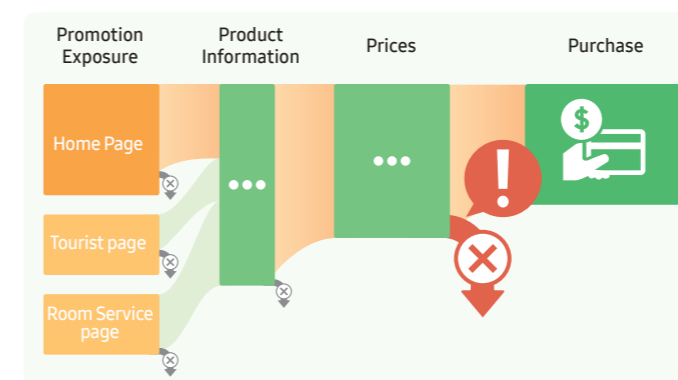 Promotion
Exposure
Product
Information
Prices
Purchase
Home Page
Tourist page
Room Service
page
$
!